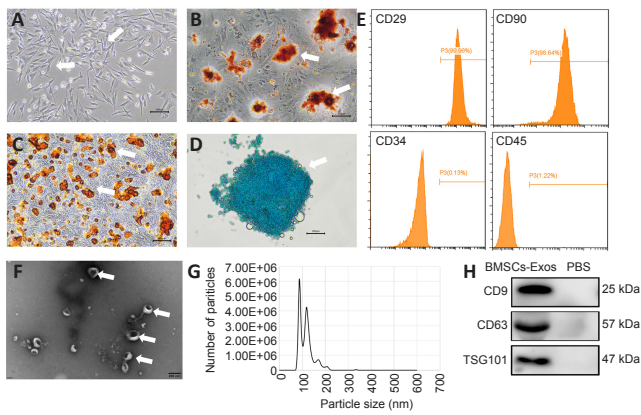 A
B
E
CD29
P3(99.96%)
CD90
P3(98.64%)
C
D
CD34
P3(0.13%)
CD45
P3(1.22%)
F
G
7.00E+06
6.00E+06
5.00E+06
4.00E+06
3.00E+06
2.00E+06
1.00E+06
0.00E+06
Number of particles
0
100
200
300
400
500
600
700
Particle size (nm)
H
BMSCs-Exos PBS
CD9 25 kDa
CD63 57 kDa
TSG101 47 kDa